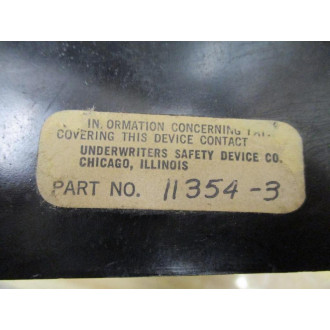 IN ORMATION CONCERNING
COVERING THIS DEVICE CONTACT
UNDERWRITERS SAFETY DEVICE CO.
CHICAGO, ILLINOIS
PART NO. 11354-3